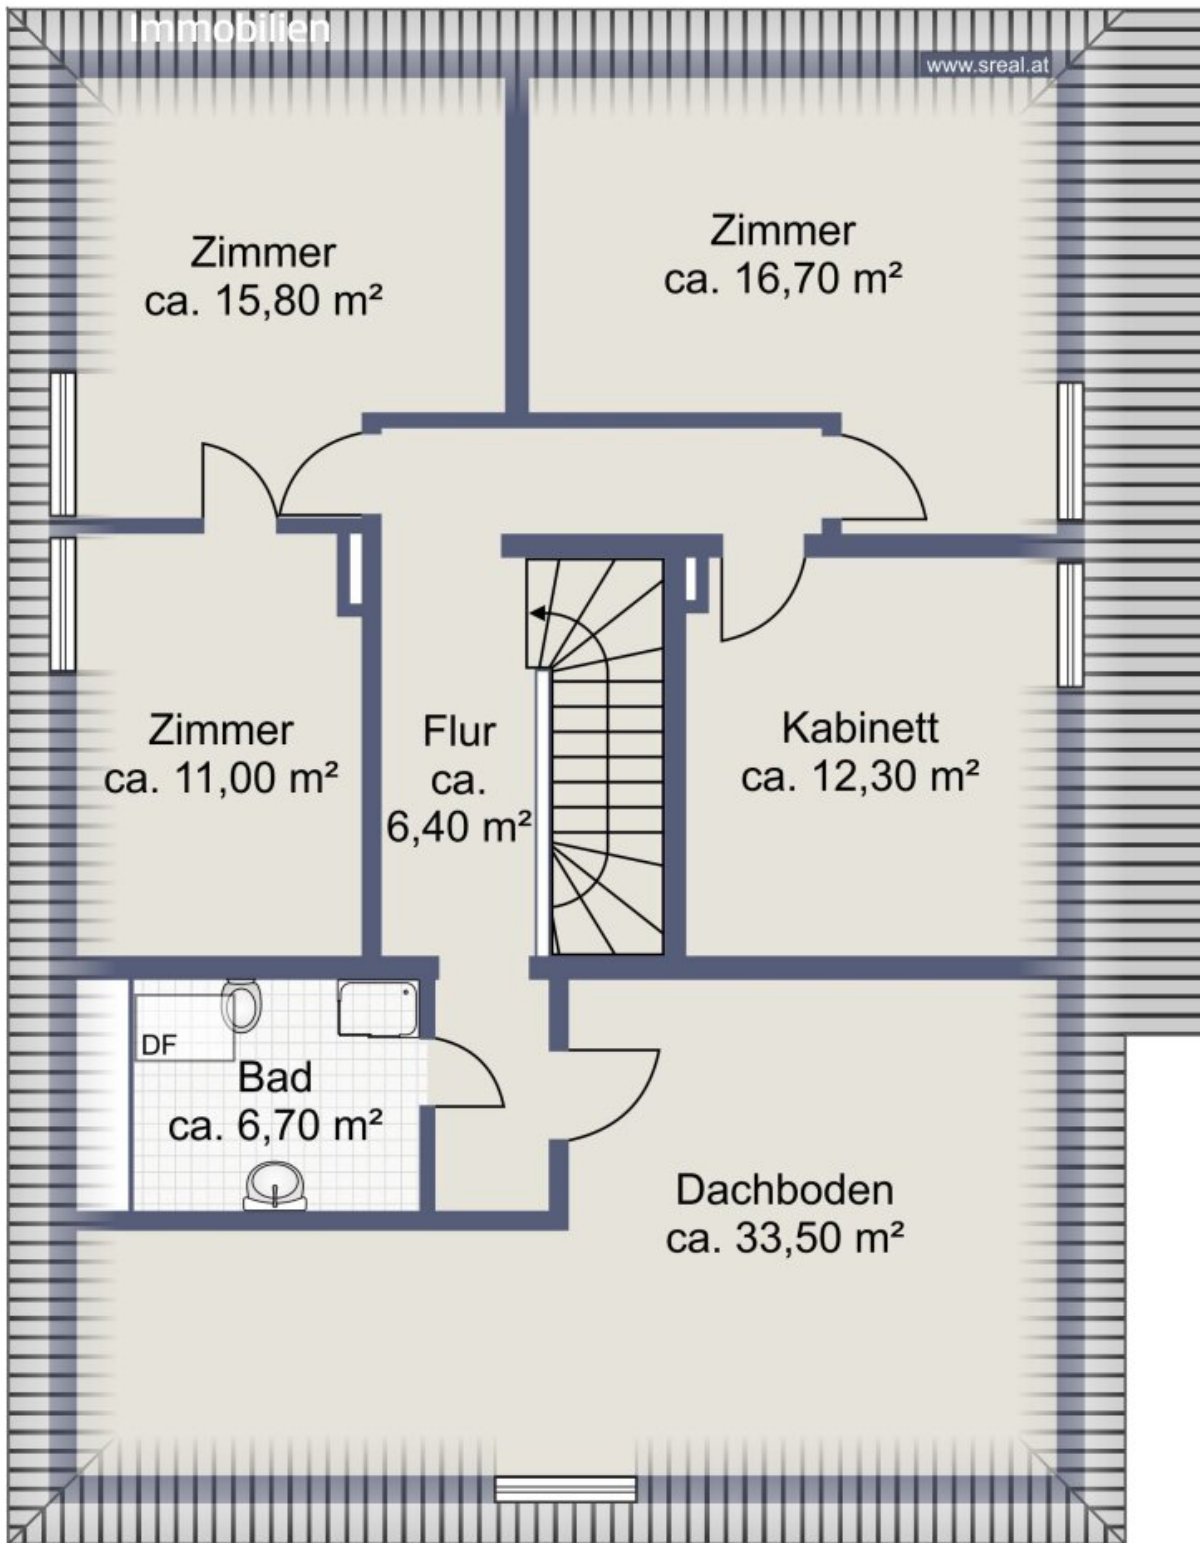 Immobilien
www.sreal.at
Zimmer
ca. 15,80 m²
Zimmer
ca. 16,70 m²
Zimmer
ca. 11,00 m²
Flur
ca.
6,40 m²
Kabinett
ca. 12,30 m²
DF
Bad
ca. 6,70 m²
Dachboden
ca. 33,50 m²